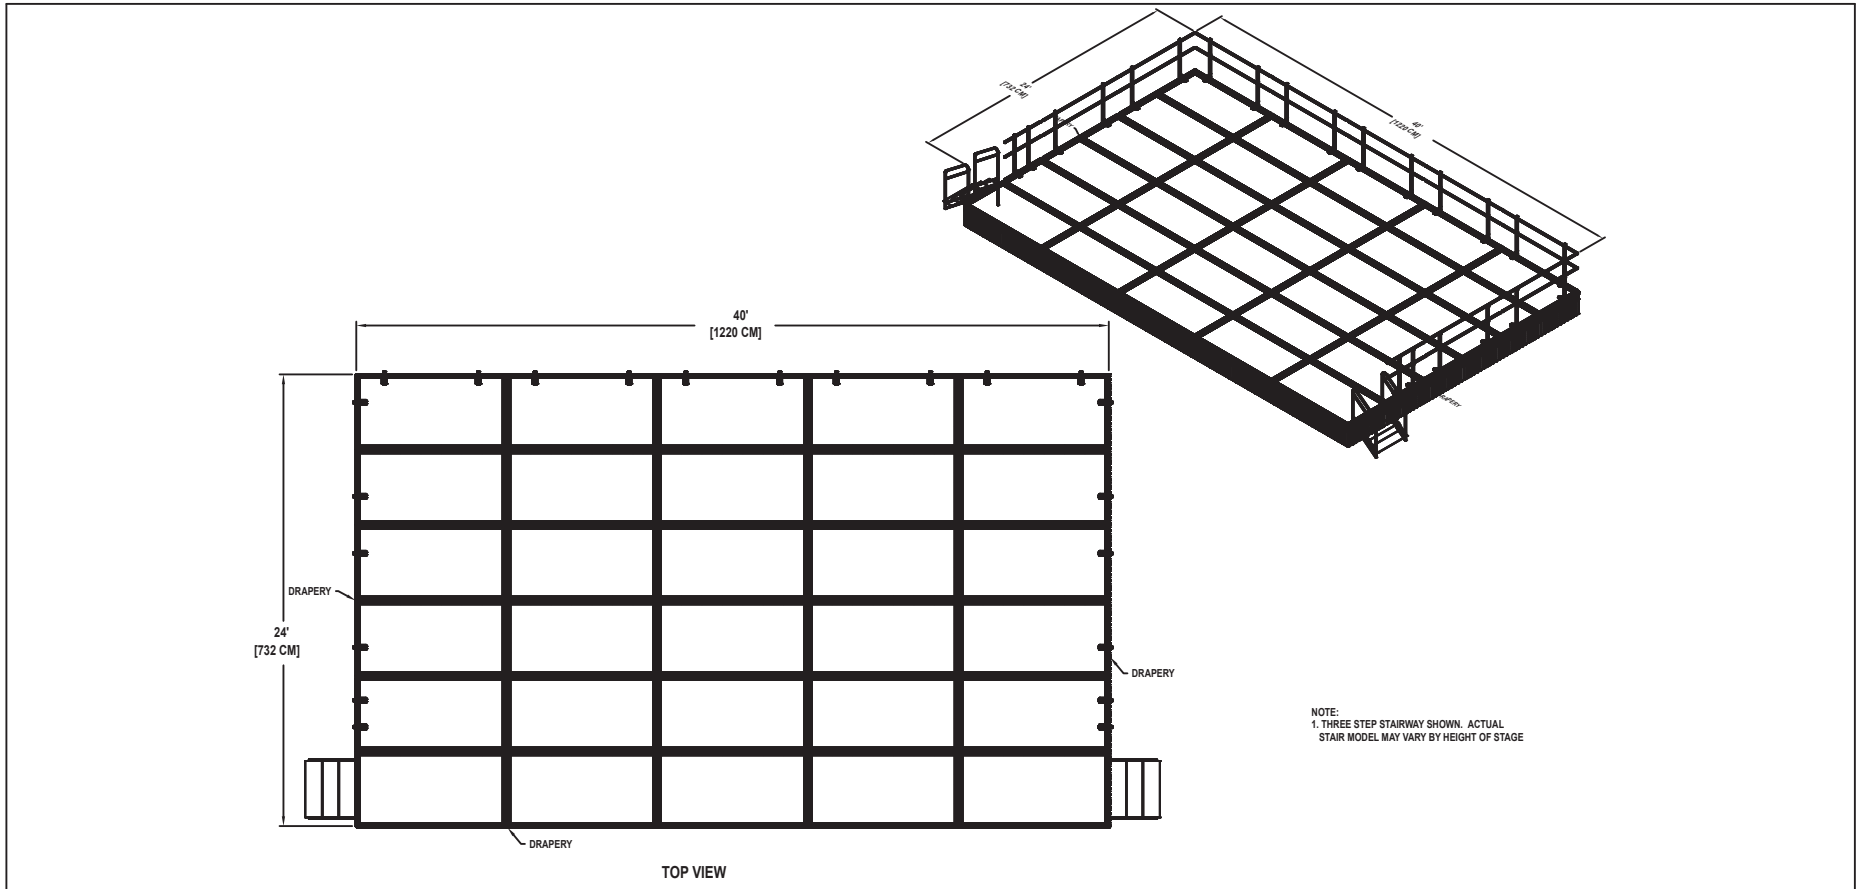 24'
[732 CM]
40'
[1220 CM]
DRAPERY
40'
[1220 CM]
DRAPERY
24'
[732 CM]
DRAPERY
DRAPERY
TOP VIEW
NOTE:
1. THREE STEP STAIRWAY SHOWN. ACTUAL
STAIR MODEL MAY VARY BY HEIGHT OF STAGE